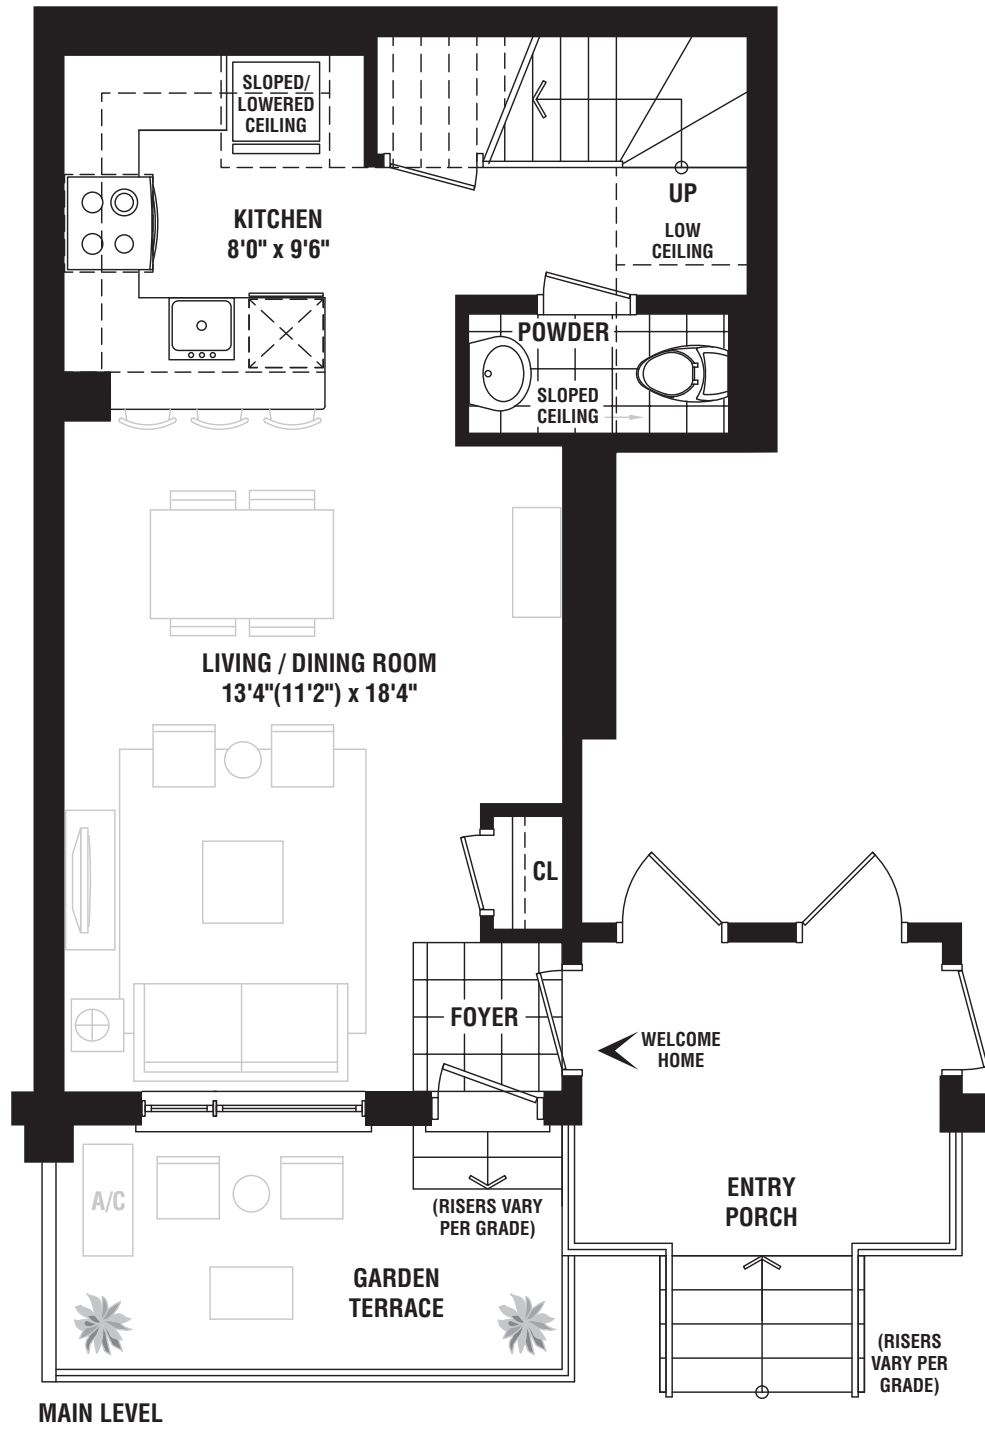 SLOPED/
LOWERED
CEILING
KITCHEN
8'0" x 9'6"
UP
LOW
CEILING
POWDER
SLOPED
CEILING
LIVING / DINING ROOM
13'4"(11'2") x 18'4"
CL
FOYER
WELCOME
HOME
A/C
(RISERS VARY
PER GRADE)
ENTRY
PORCH
GARDEN
TERRACE
(RISERS
VARY PER
GRADE)
MAIN LEVEL